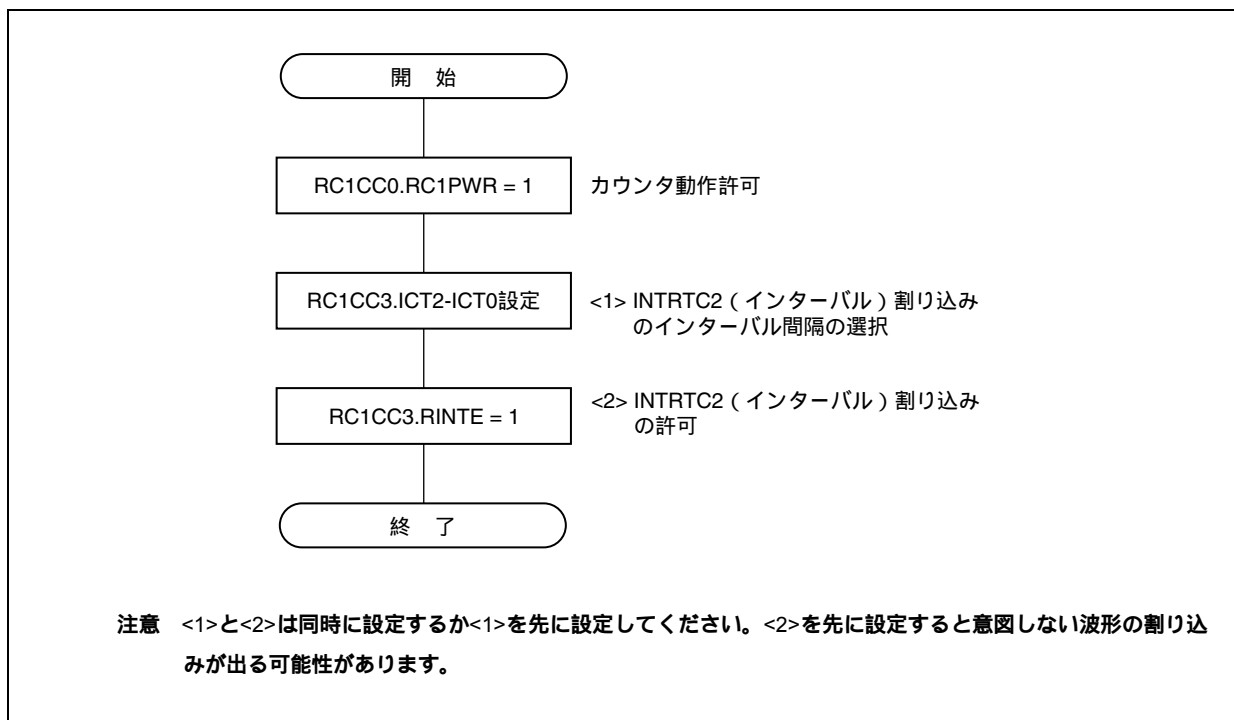 開 始
RC1CC0.RC1PWR = 1
カウンタ動作許可
RC1CC3.ICT2-ICT0設定
<1> INTRTC2(インターバル)割り込み
のインターバル間隔の選択
RC1CC3.RINTE = 1
<2> INTRTC2(インターバル)割り込み
の許可
終 了
注意 <1>と<2>は同時に設定するか<1>を先に設定してください。<2>を先に設定すると意図しない波形の割り込
みが出る可能性があります。